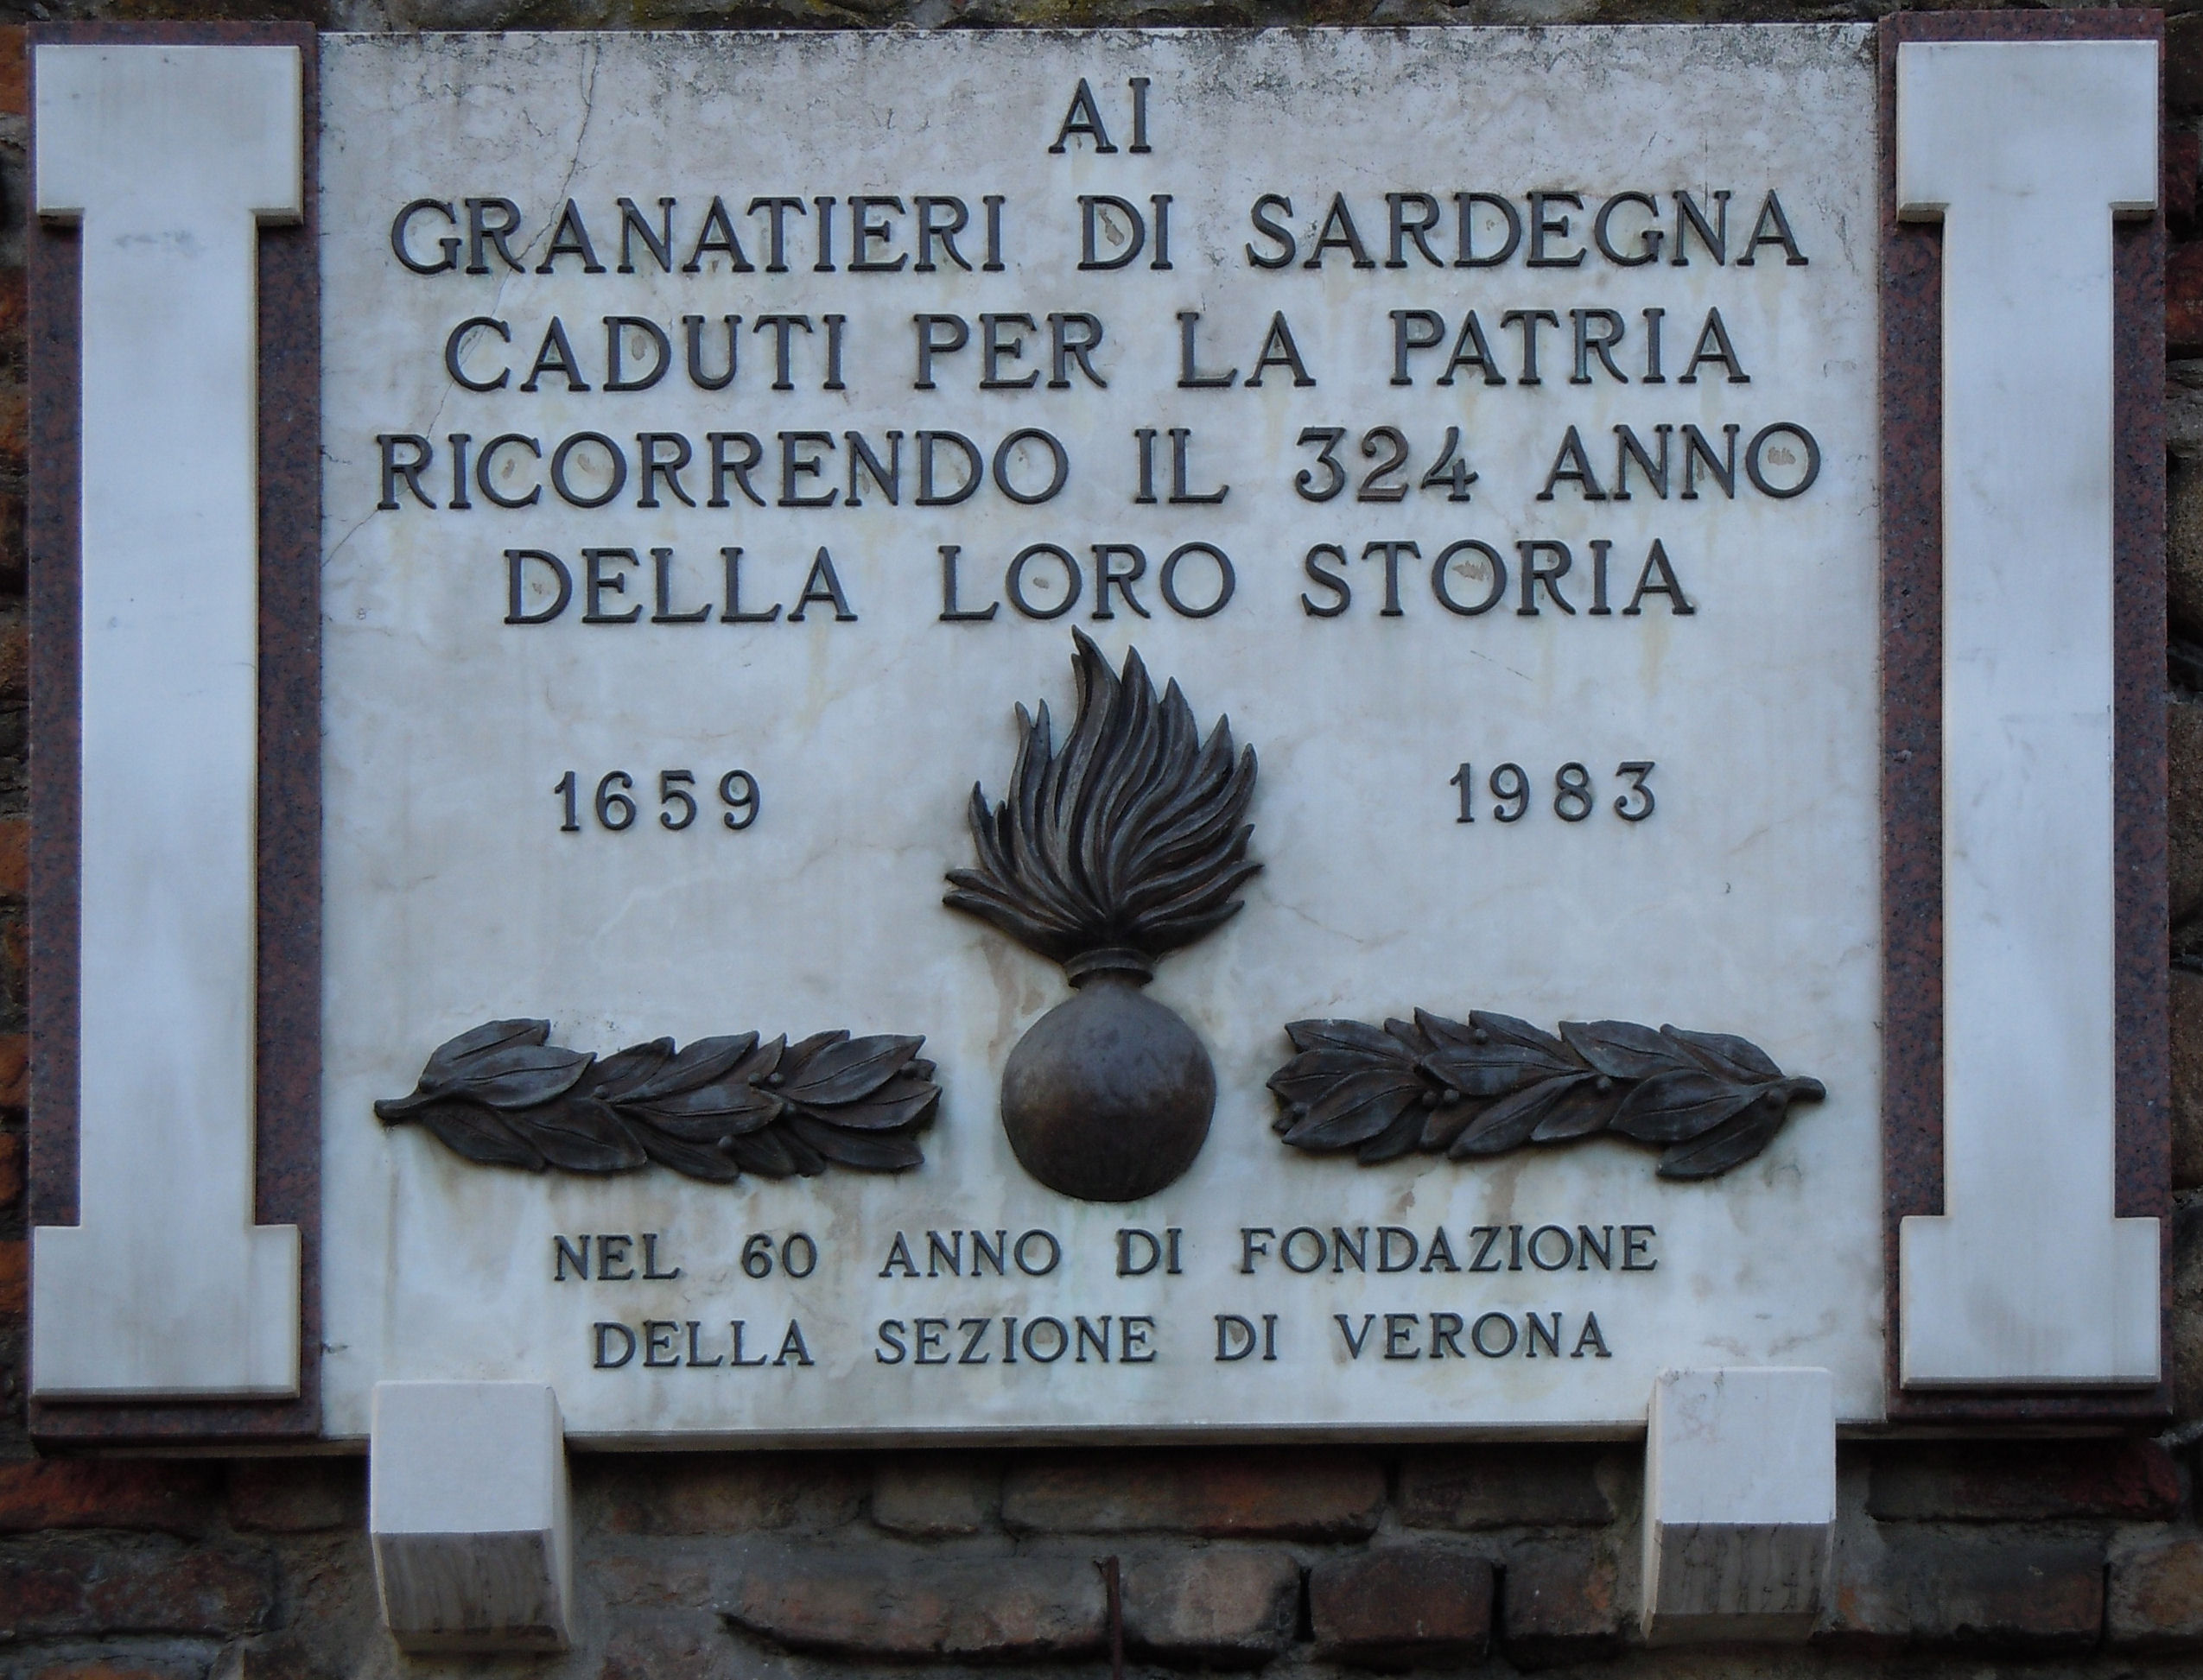 AI
GRANATIERI DI SARDEGNA
CADUTI PER LA PATRIA
RICORRENDO IL 324 ANNO
DELLA LORO STORIA
1659 1983
NEL 60 ANNO DI FONDAZIONE
DELLA SEZIONE DI VERONA